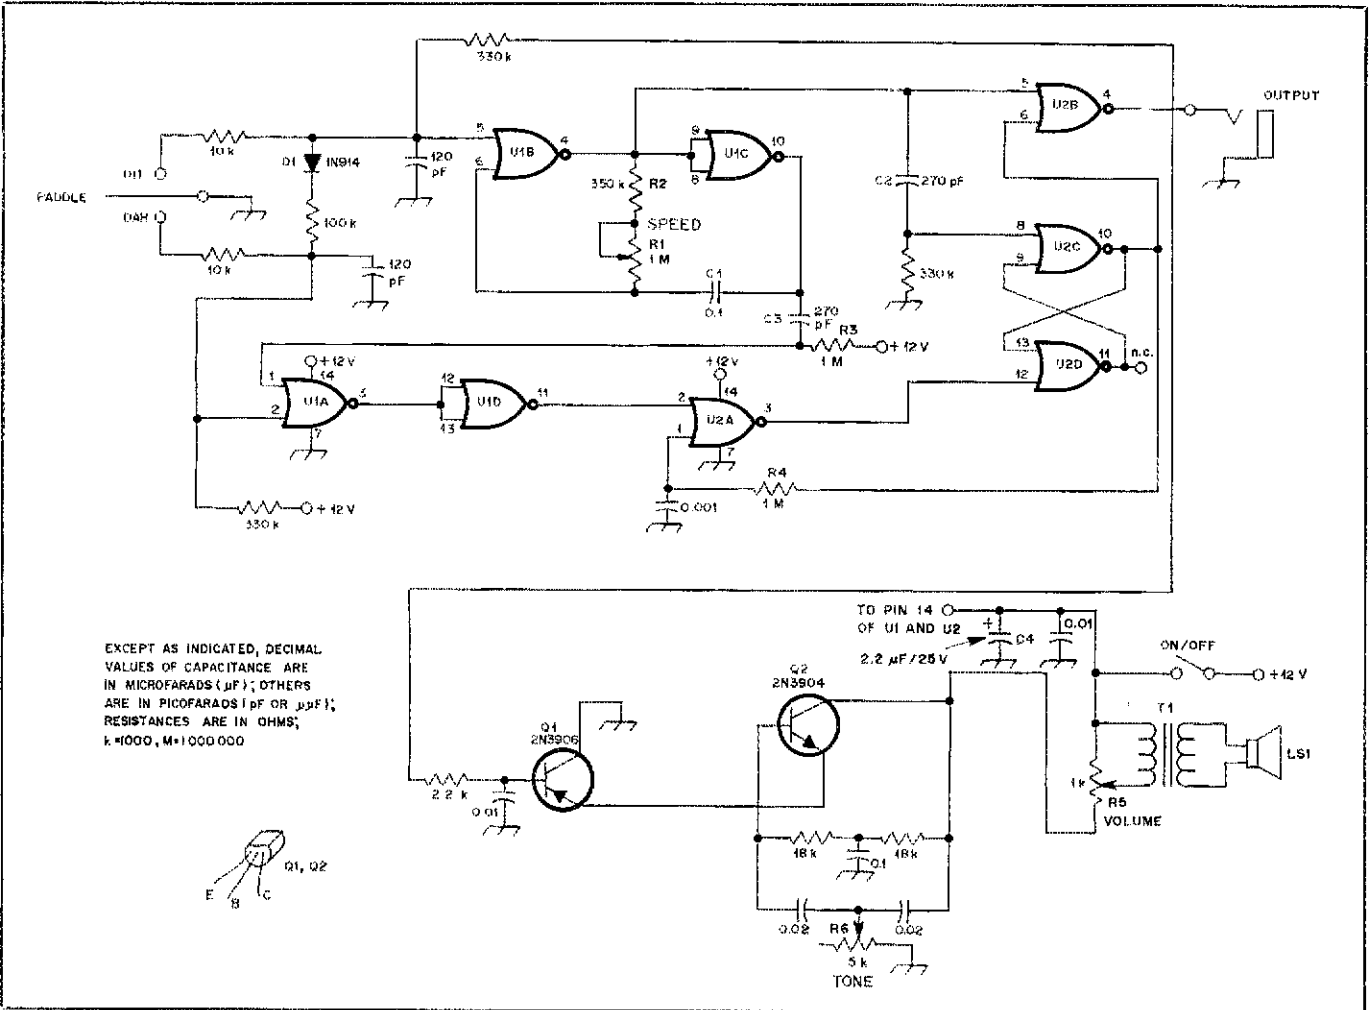 330 k
5
U2B
4
6
OUTPUT
10 k
D1
1N914
120
pF
5
U1B
4
6
9
U1C
10
8
DIT
PADDLE
DAH
100 k
350 k
R2
SPEED
R1
1 M
C2
270 pF
8
U2C
10
9
330 k
10 k
120
pF
C1
0.1
C3
270
pF
R3
1 M
+12 V
13
U2D
11
n.c.
12
+12V
14
1
U1A
3
2
7
12
U1D
11
13
+12V
14
2
U2A
3
1
7
R4
1 M
0.001
330 k
+12 V
EXCEPT AS INDICATED, DECIMAL
VALUES OF CAPACITANCE ARE
IN MICROFARADS (µF); OTHERS
ARE IN PICOFARADS (pF OR µµF);
RESISTANCES ARE IN OHMS;
k=1000, M=1 000 000
TO PIN 14
OF U1 AND U2
+
C4
2.2 µF/25 V
0.01
ON/OFF
+12 V
Q2
2N3904
Q1
2N3906
2.2 k
0.01
T1
LS1
1k
R5
VOLUME
18 k
18 k
0.1
0.02
R6
0.02
5 k
TONE
Q1, Q2
E
B
C